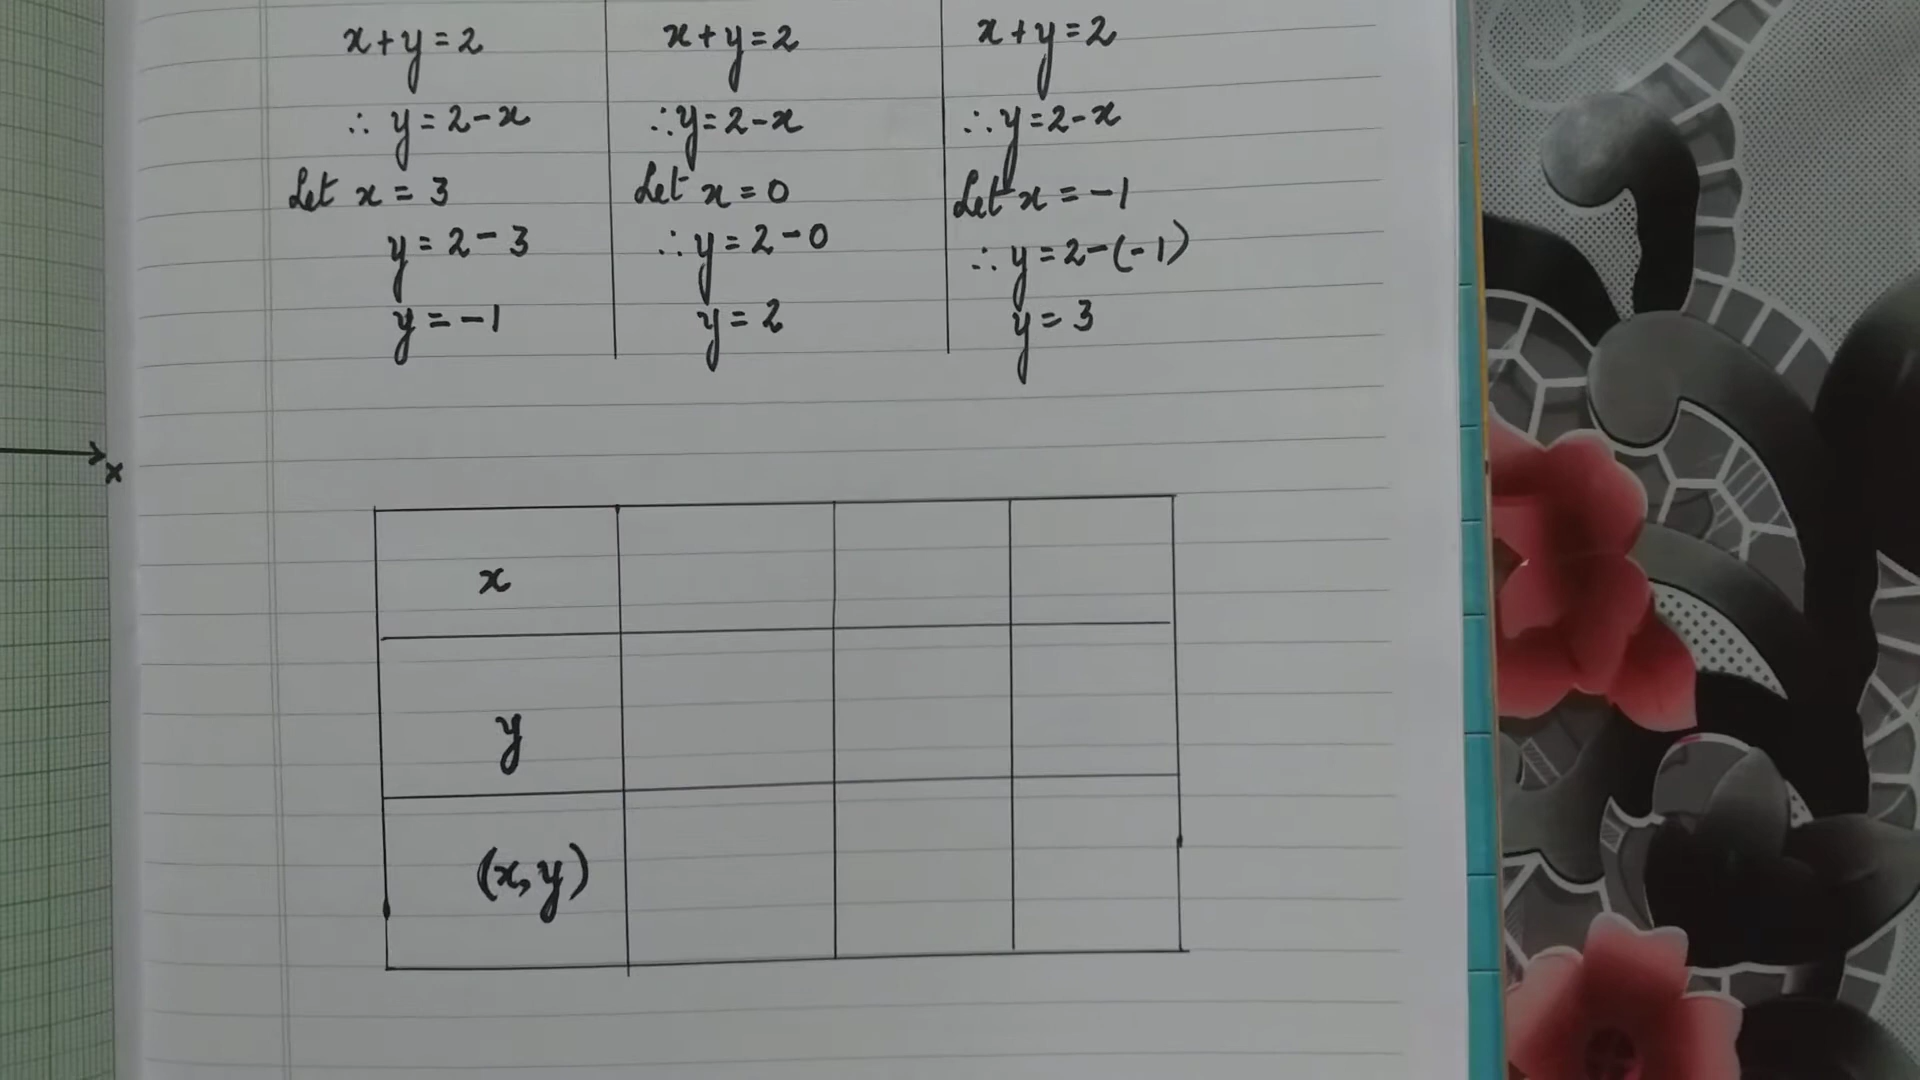 x+y=2
∴ y=2-x
Let x=3
y=2-3
y=-1
x+y=2
∴y=2-x
Let x=0
∴y=2-0
y=2
x+y=2
∴y=2-x
Let x=-1
∴y=2-(-1)
y=3
x
x
y
(x,y)